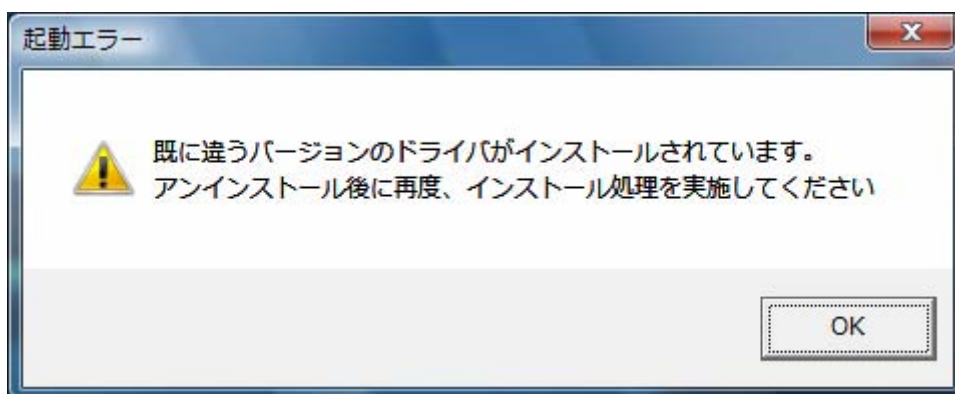 起動エラー
既に違うバージョンのドライバがインストールされています。
アンインストール後に再度、インストール処理を実施してください
OK